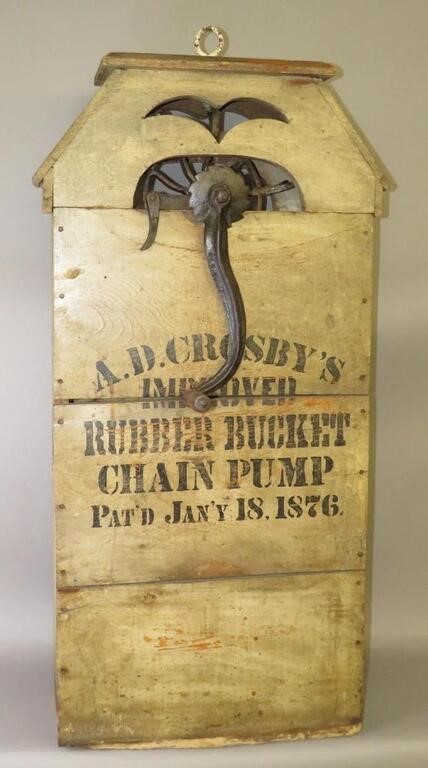 A.D. CROSBY'S
IMPROVED
RUBBER BUCKET
CHAIN PUMP
PAT'D JAN'Y 18, 1876.